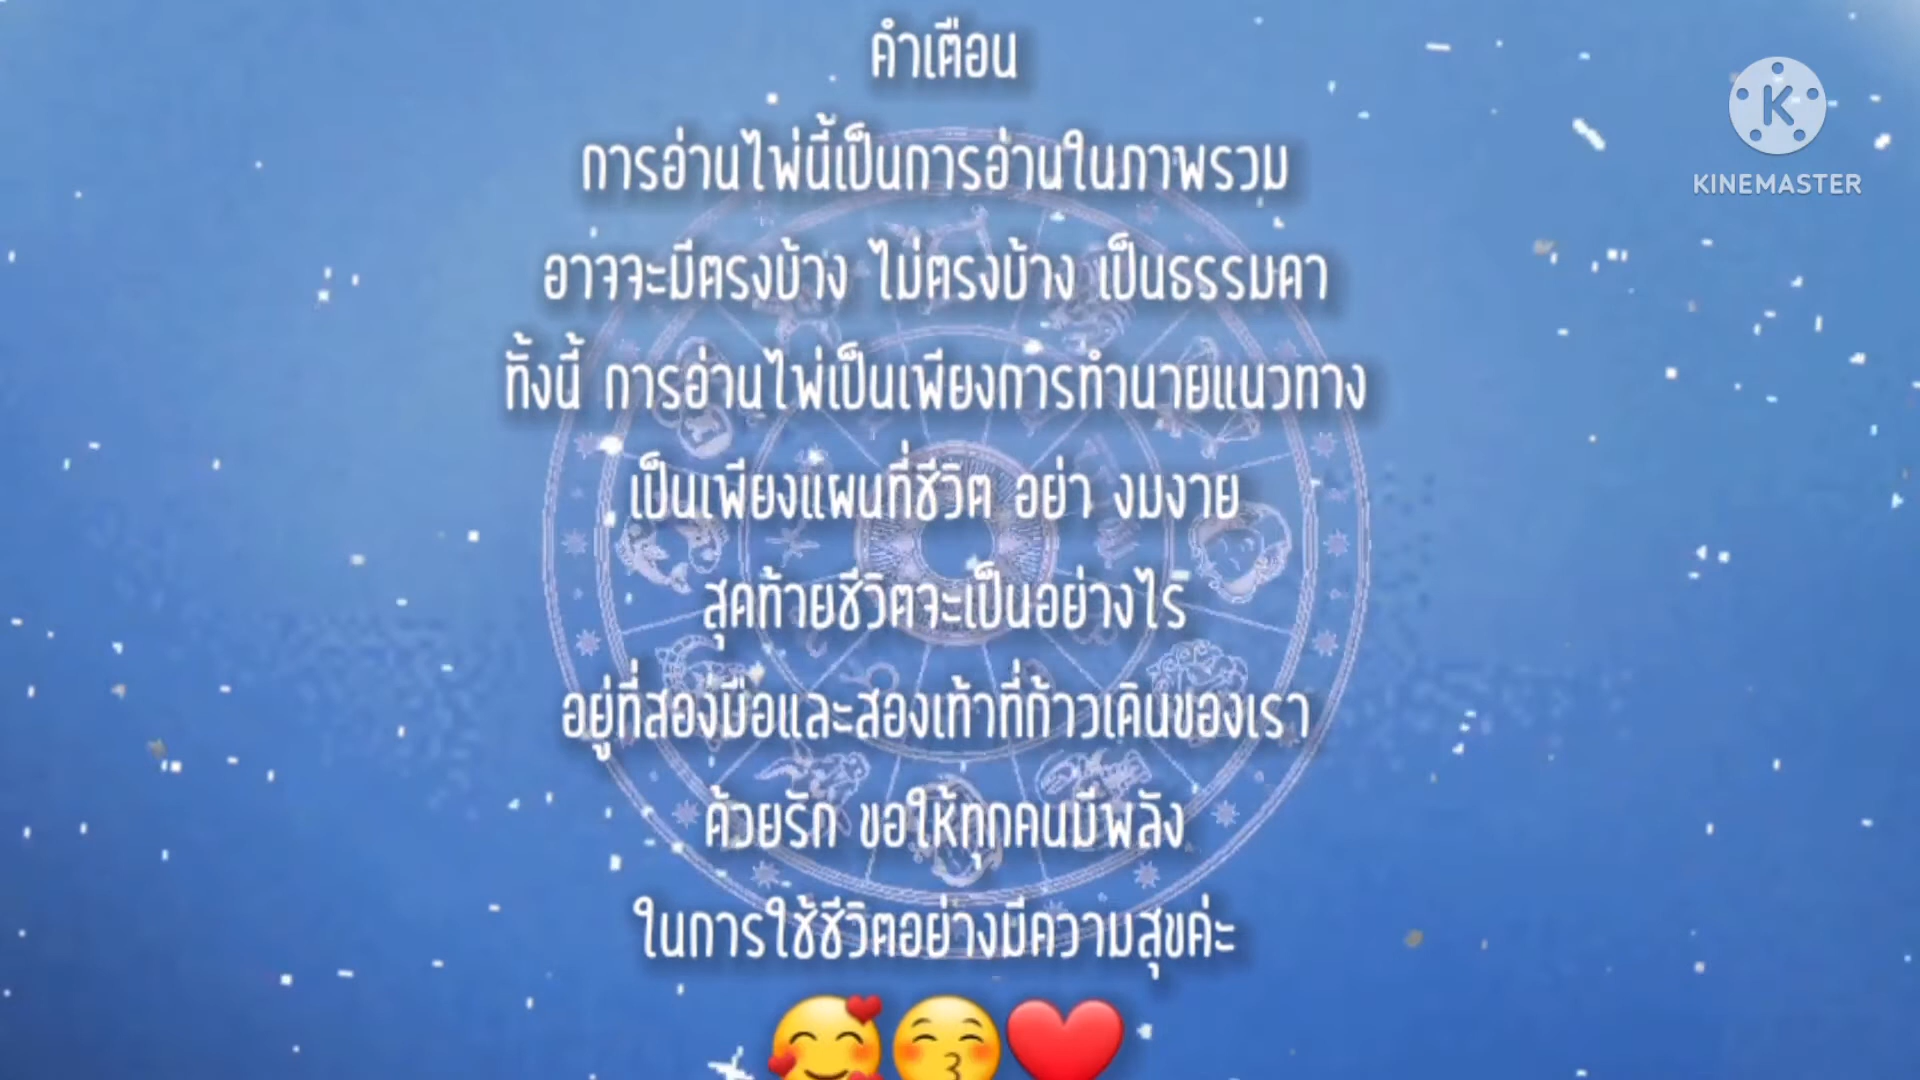 คำเตือน
การอ่านไพ่นี้เป็นการอ่านในภาพรวม
อาจจะมีตรงบ้าง ไม่ตรงบ้าง เป็นธรรมดา
ทั้งนี้ การอ่านไพ่เป็นเพียงการทำนายแนวทาง
เป็นเพียงแผนที่ชีวิต อย่า งมงาย
สุดท้ายชีวิตจะเป็นอย่างไร
อยู่ที่สองมือและสองเท้าที่ก้าวเดินของเรา
ด้วยรัก ขอให้ทุกคนมีพลัง
ในการใช้ชีวิตอย่างมีความสุขค่ะ
🥰😚❤️
K
KINEMASTER